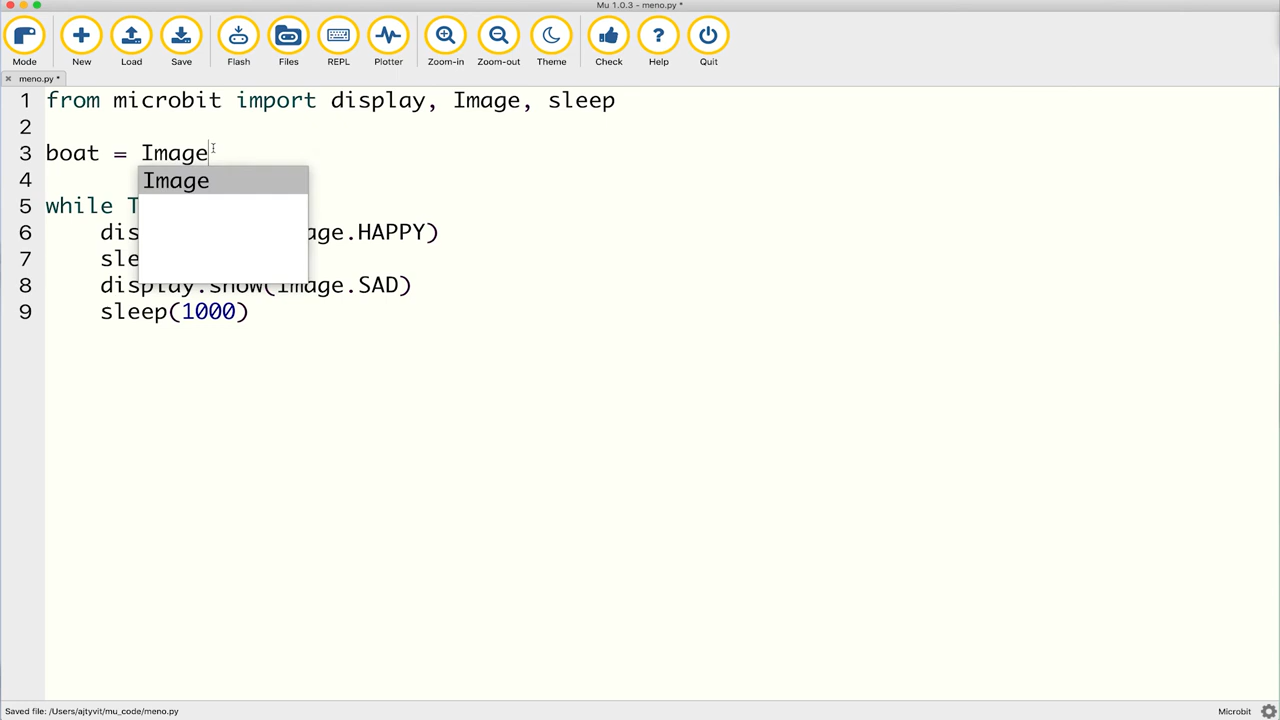 Mu 1.0.3 - meno.py *
Mode New Load Save Flash Files REPL Plotter Zoom-in Zoom-out Theme Check Help Quit
meno.py *
1 from microbit import display, Image, sleep
2
3 boat = Image
4 Image
5 while T
6 dis age.HAPPY)
7 sle
8 display.show(Image.SAD)
9 sleep(1000)
Saved file: /Users/ajtyvit/mu_code/meno.py Microbit